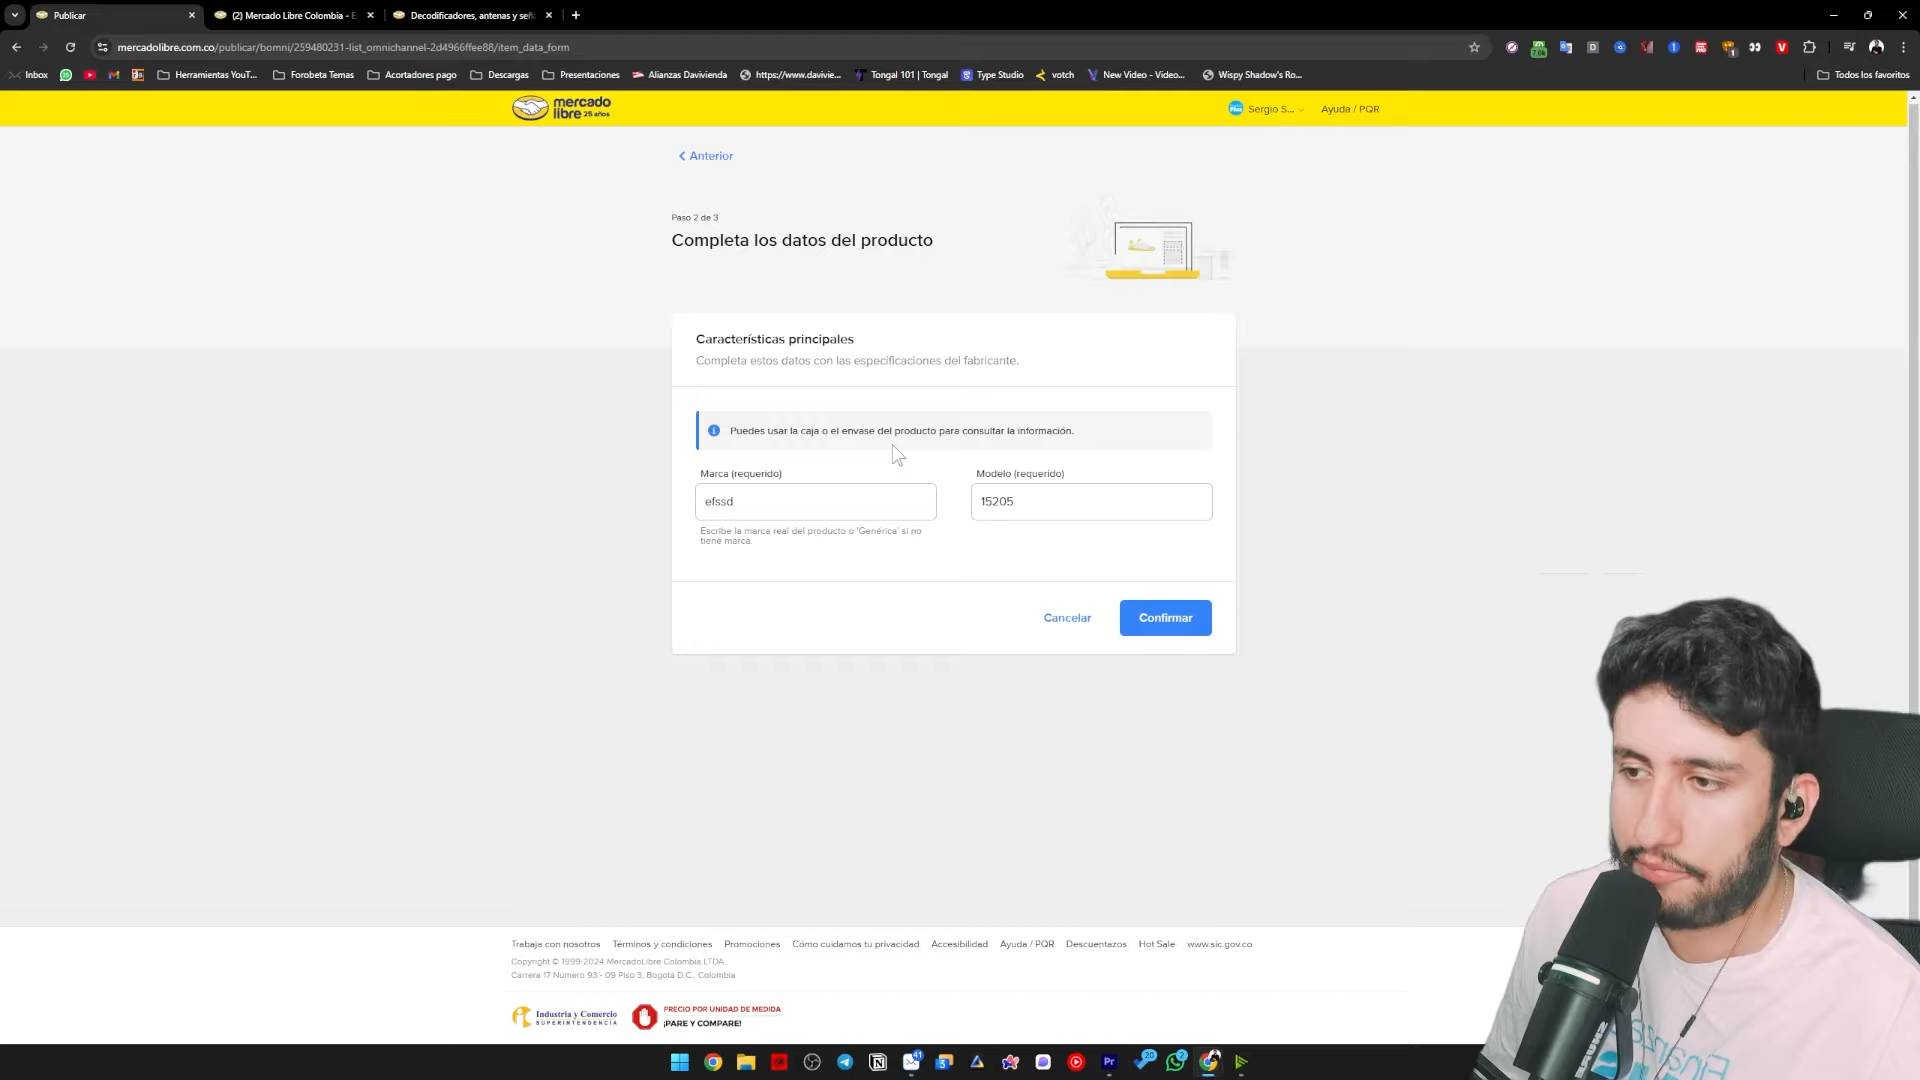 Publicar
(2) Mercado Libre Colombia - E
Decodificadores, antenas y señ
mercadolibre.com.co/publicar/bomni/259480231-list_omnichannel-2d4966ffee88/item_data_form
Inbox
Herramientas YouT...
Forobeta Temas
Acortadores pago
Descargas
Presentaciones
Alianzas Davivienda
https://www.davivie...
Tongal 101 | Tongal
Type Studio
votch
New Video - Video...
Wispy Shadow's Ro...
Todos los favoritos
mercado
libre 25 años
Sergio S...
Ayuda / PQR
Anterior
Paso 2 de 3
Completa los datos del producto
Características principales
Completa estos datos con las especificaciones del fabricante.
Puedes usar la caja o el envase del producto para consultar la información.
Marca (requerido)
Modelo (requerido)
efssd
15205
Escribe la marca real del producto o 'Genérica' si no
tiene marca.
Cancelar
Confirmar
Trabaja con nosotros
Términos y condiciones
Promociones
Cómo cuidamos tu privacidad
Accesibilidad
Ayuda / PQR
Descuentazos
Hot Sale
www.sic.gov.co
Copyright © 1999-2024 MercadoLibre Colombia LTDA.
Carrera 17 Numero 93 - 09 Piso 3, Bogotá D.C., Colombia
Industria y Comercio
SUPERINTENDENCIA
PRECIO POR UNIDAD DE MEDIDA
¡PARE Y COMPARE!
41
20
2
Pr